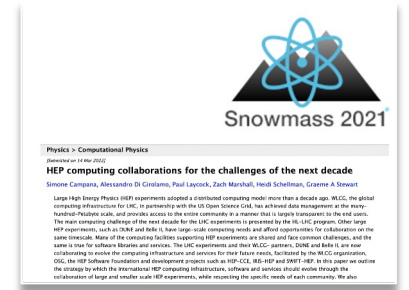 Snowmass 2021
Physics > Computational Physics
[Submitted on 14 Mar 2022]
HEP computing collaborations for the challenges of the next decade
Simone Campana, Alessandro Di Girolamo, Paul Laycock, Zach Marshall, Heidi Schellman, Graeme A Stewart
Large High Energy Physics (HEP) experiments adopted a distributed computing model more than a decade ago. WLCG, the global
computing infrastructure for LHC, in partnership with the US Open Science Grid, has achieved data management at the many-
hundred-Petabyte scale, and provides access to the entire community in a manner that is largely transparent to the end users.
The main computing challenge of the next decade for the LHC experiments is presented by the HL-LHC program. Other large
HEP experiments, such as DUNE and Belle II, have large-scale computing needs and afford opportunities for collaboration on the
same timescale. Many of the computing facilities supporting HEP experiments are shared and face common challenges, and the
same is true for software libraries and services. The LHC experiments and their WLCG- partners, DUNE and Belle II, are now
collaborating to evolve the computing infrastructure and services for their future needs, facilitated by the WLCG organization,
OSG, the HEP Software Foundation and development projects such as HEP-CCE, IRIS-HEP and SWIFT-HEP. In this paper we outline
the strategy by which the international HEP computing infrastructure, software and services should evolve through the
collaboration of large and smaller scale HEP experiments, while respecting the specific needs of each community. We also